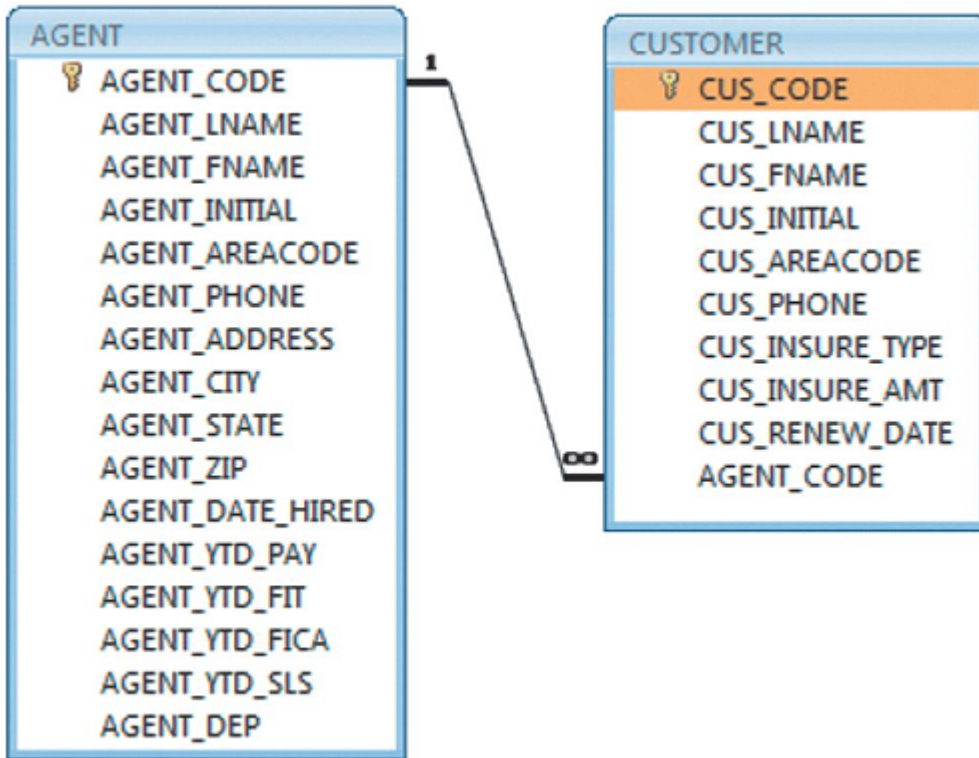 AGENT
AGENT_CODE
AGENT_LNAME
AGENT_FNAME
AGENT_INITIAL
AGENT_AREACODE
AGENT_PHONE
AGENT_ADDRESS
AGENT_CITY
AGENT_STATE
AGENT_ZIP
AGENT_DATE_HIRED
AGENT_YTD_PAY
AGENT_YTD_FIT
AGENT_YTD_FICA
AGENT_YTD_SLS
AGENT_DEP
1
∞
CUSTOMER
CUS_CODE
CUS_LNAME
CUS_FNAME
CUS_INITIAL
CUS_AREACODE
CUS_PHONE
CUS_INSURE_TYPE
CUS_INSURE_AMT
CUS_RENEW_DATE
AGENT_CODE